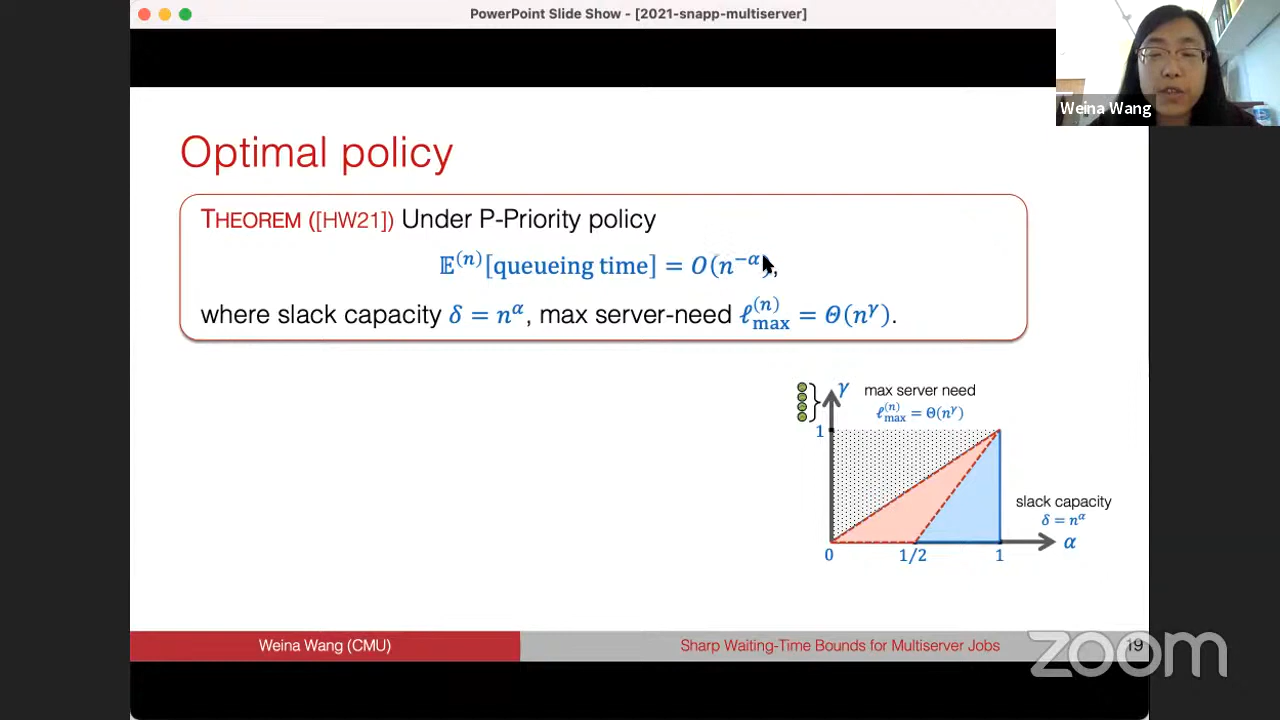 PowerPoint Slide Show - [2021-snapp-multiserver]
Weina Wang
Optimal policy
THEOREM ([HW21]) Under P-Priority policy
𝔼⁽ⁿ⁾[queueing time] = O(n^{-α}),
where slack capacity δ = n^α, max server-need ℓ_max^{(n)} = Θ(n^γ).
γ
max server need
ℓ_max^{(n)} = Θ(n^γ)
1
slack capacity
δ = n^α
0
1/2
1
α
Weina Wang (CMU)
Sharp Waiting-Time Bounds for Multiserver Jobs
19
zoom